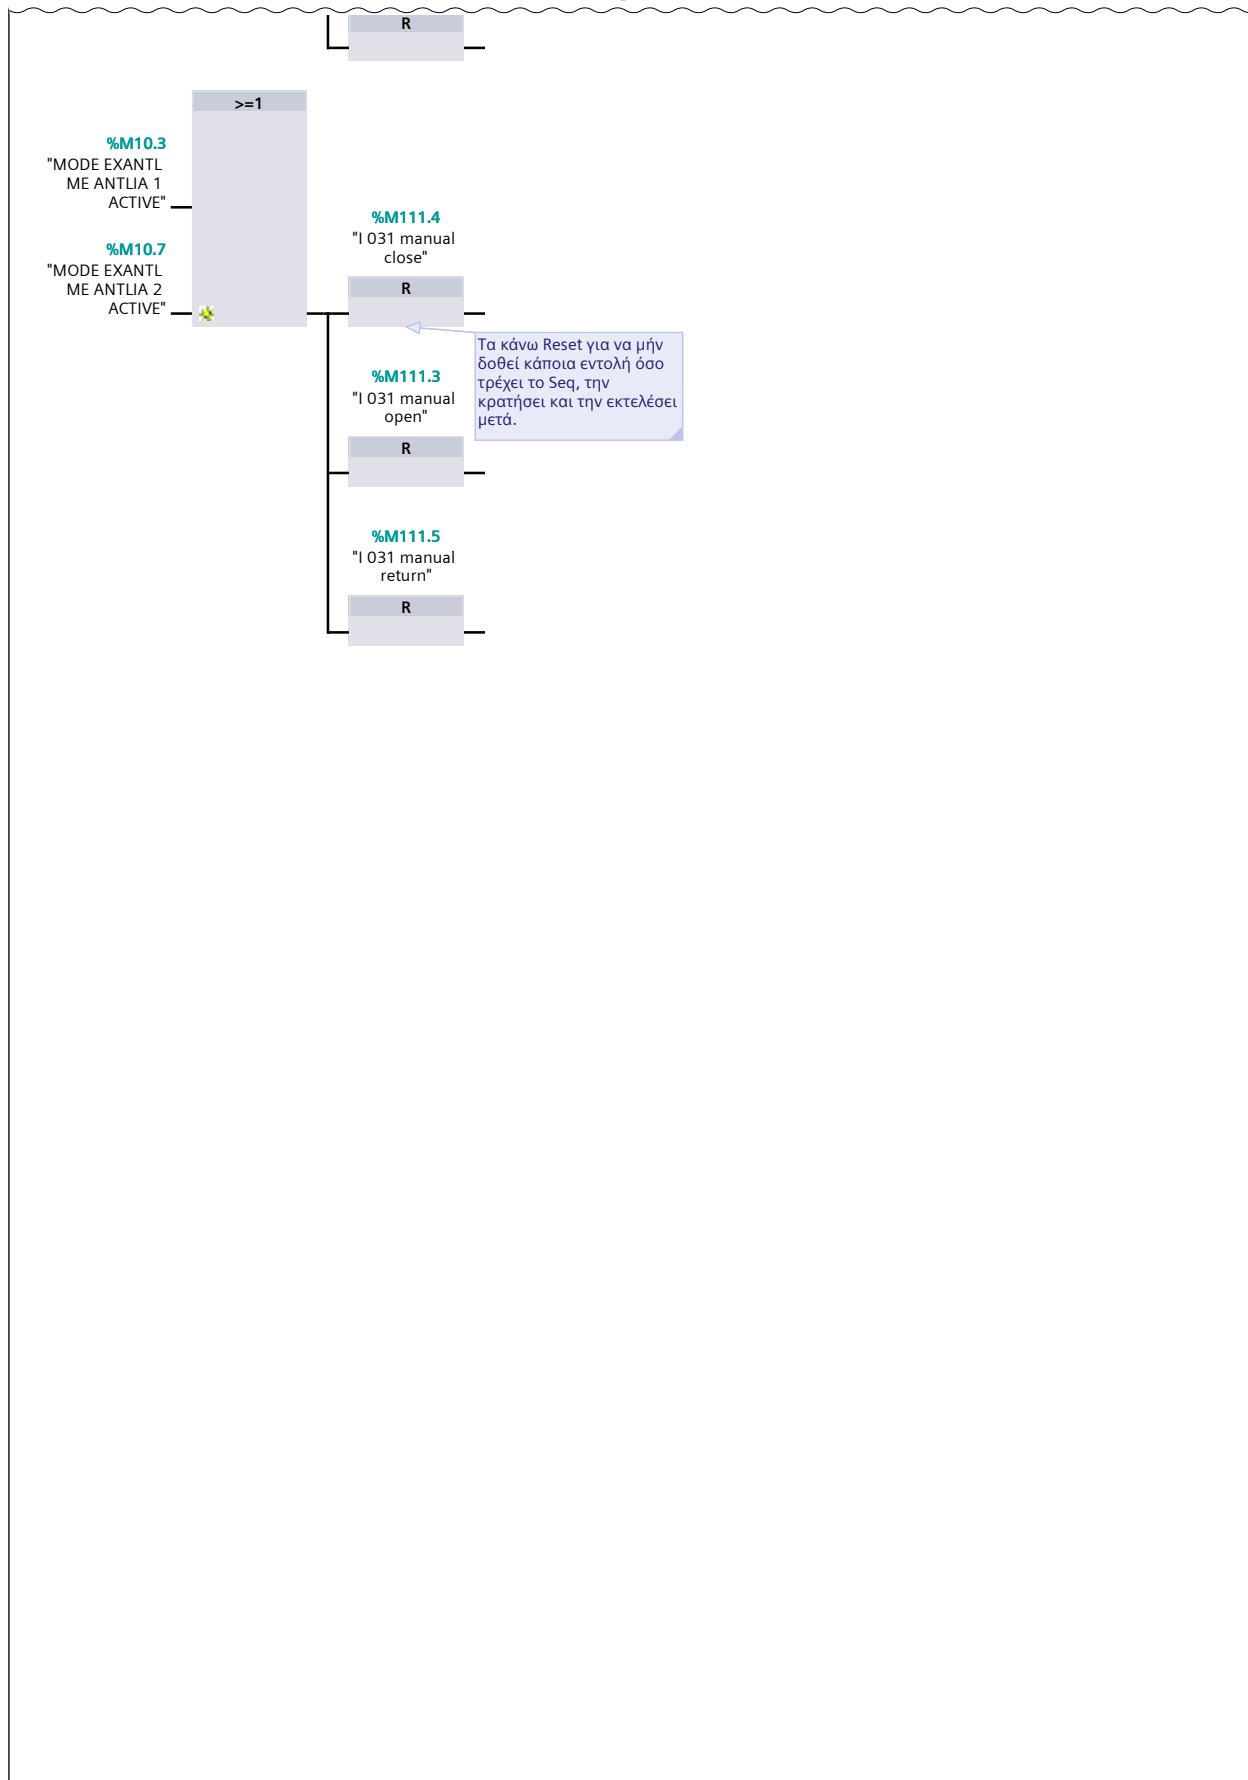 R
>=1
%M10.3
"MODE EXANTL
ME ANTLIA 1
ACTIVE"
%M10.7
"MODE EXANTL
ME ANTLIA 2
ACTIVE"
%M111.4
"I 031 manual
close"
R
Τα κάνω Reset για να μήν
δοθεί κάποια εντολή όσο
τρέχει το Seq, την
κρατήσει και την εκτελέσει
μετά.
%M111.3
"I 031 manual
open"
R
%M111.5
"I 031 manual
return"
R